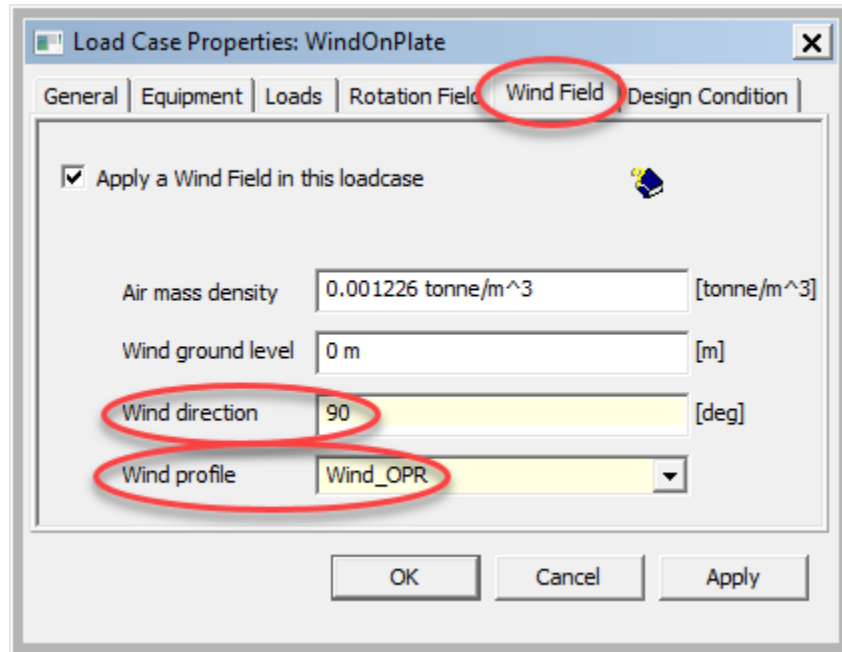 Load Case Properties: WindOnPlate
General Equipment Loads Rotation Field Wind Field Design Condition
Apply a Wind Field in this loadcase
Air mass density 0.001226 tonne/m^3 [tonne/m^3]
Wind ground level 0 m [m]
Wind direction 90 [deg]
Wind profile Wind_OPR
OK Cancel Apply